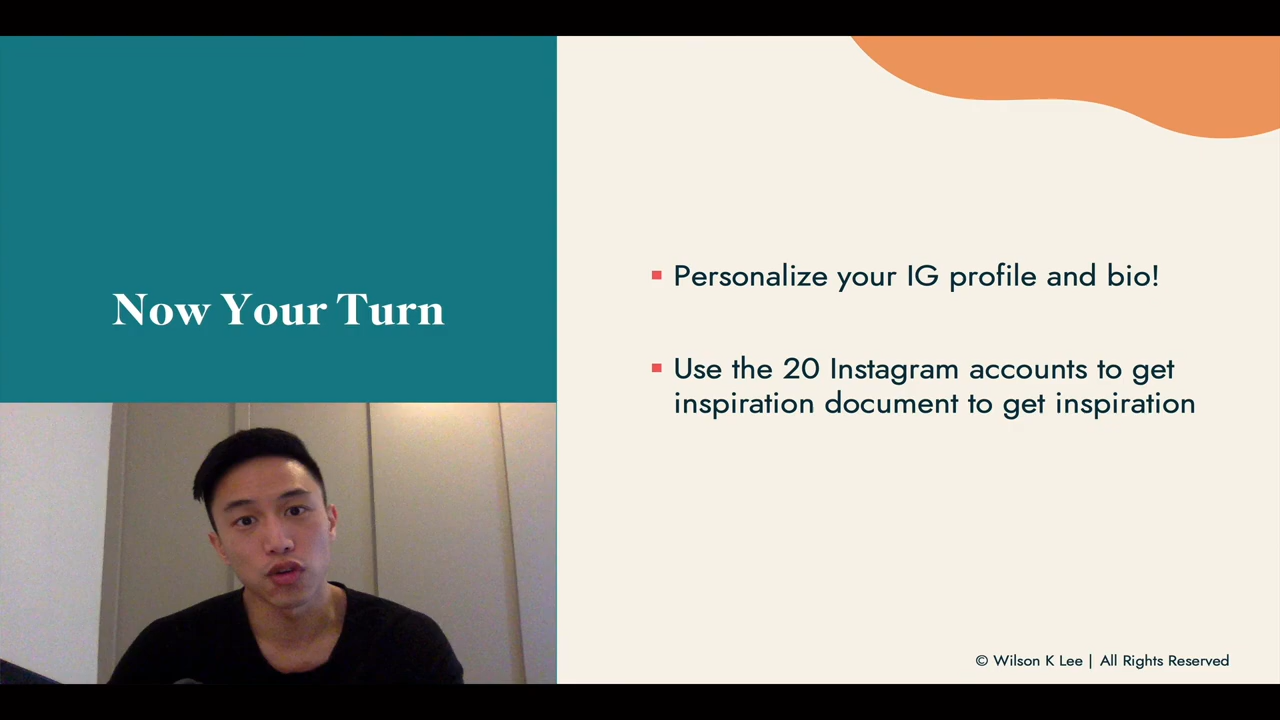 Now Your Turn
Personalize your IG profile and bio!
Use the 20 Instagram accounts to get
inspiration document to get inspiration
© Wilson K Lee | All Rights Reserved